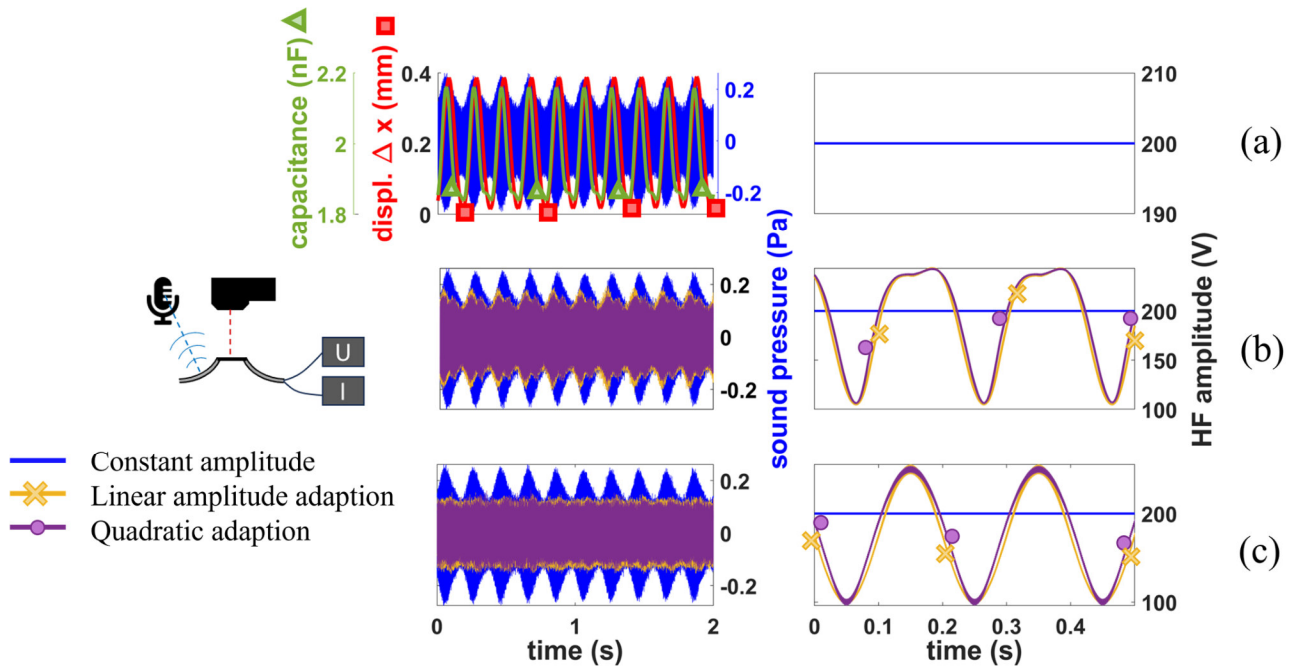 capacitance (nF)
2.2
2
1.8
displ. Δ x (mm)
0.4
0.2
0
0.2
0
-0.2
210
200
190
(a)
sound pressure (Pa)
HF amplitude (V)
0.2
0
-0.2
200
150
100
(b)
U
I
Constant amplitude
Linear amplitude adaption
Quadratic adaption
0.2
0
-0.2
200
100
(c)
0 1 2
time (s)
0 0.1 0.2 0.3 0.4
time (s)